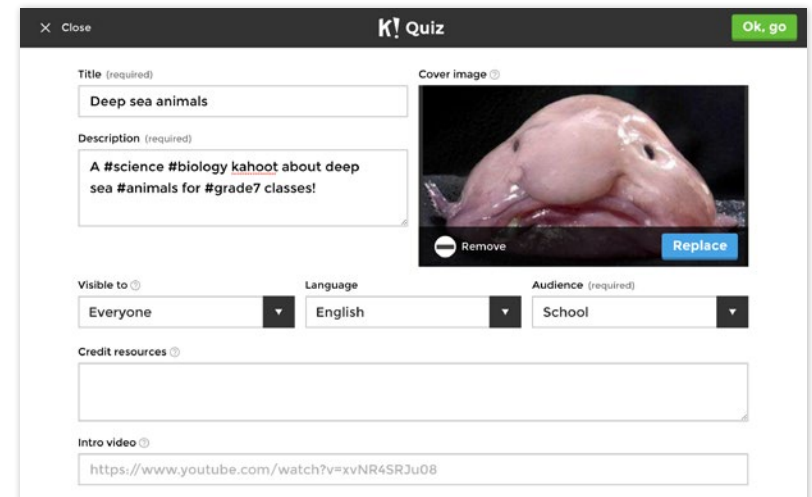 Close
K! Quiz
Ok, go
Title (required)
Deep sea animals
Cover image ?
Description (required)
A #science #biology kahoot about deep
sea #animals for #grade7 classes!
Remove
Replace
Visible to ?
Everyone
Language
English
Audience (required)
School
Credit resources ?
Intro video ?
https://www.youtube.com/watch?v=xvNR4SRJu08